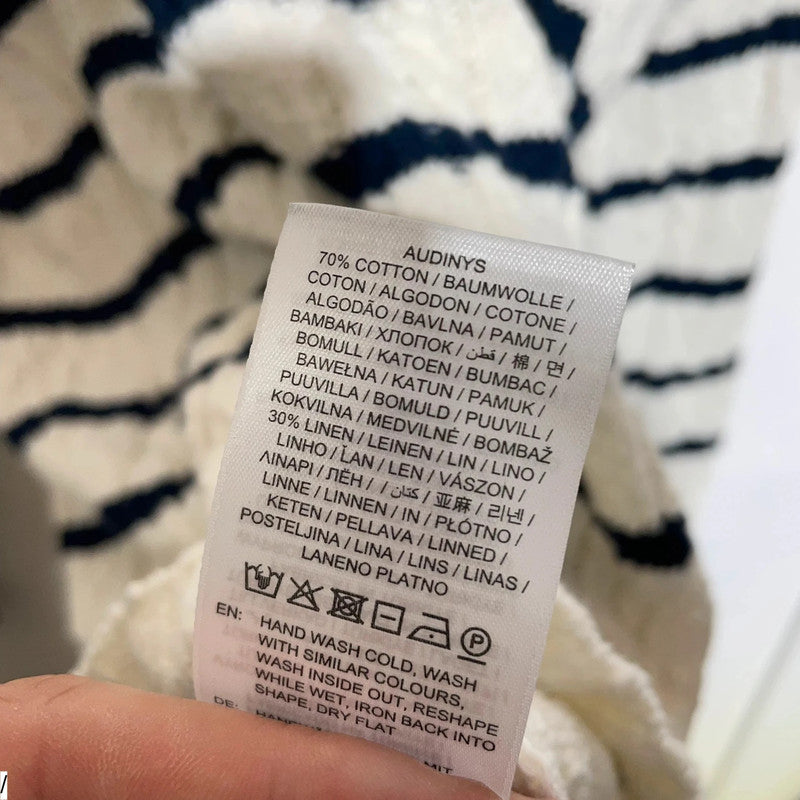 AUDINYS
70% COTTON / BAUMWOLLE /
COTON / ALGODON / COTONE /
ALGODÃO / BAVLNA / PAMUT /
BAMBAKI / ХЛОПОК / قطن / 棉 / 면 /
BOMULL / KATOEN / BUMBAC /
BAWEŁNA / KATUN / PAMUK /
PUUVILLA / BOMULD / PUUVILL /
KOKVILNA / MEDVILNĖ / BOMBAŽ
30% LINEN / LEINEN / LIN / LINO /
LINHO / ĽAN / LEN / VÁSZON /
ΛΙΝΑΡΙ / ЛЁН / / كتان / 亚麻 / 리넨 /
LINNE / LINNEN / IN / PŁÓTNO /
KETEN / PELLAVA / LINNED /
POSTELJINA / LINA / LINS / LINAS /
LANENO PLATNO
P
EN: HAND WASH COLD, WASH
WITH SIMILAR COLOURS,
WASH INSIDE OUT, RESHAPE
WHILE WET, IRON BACK INTO
SHAPE, DRY FLAT
DE:
MIT
/